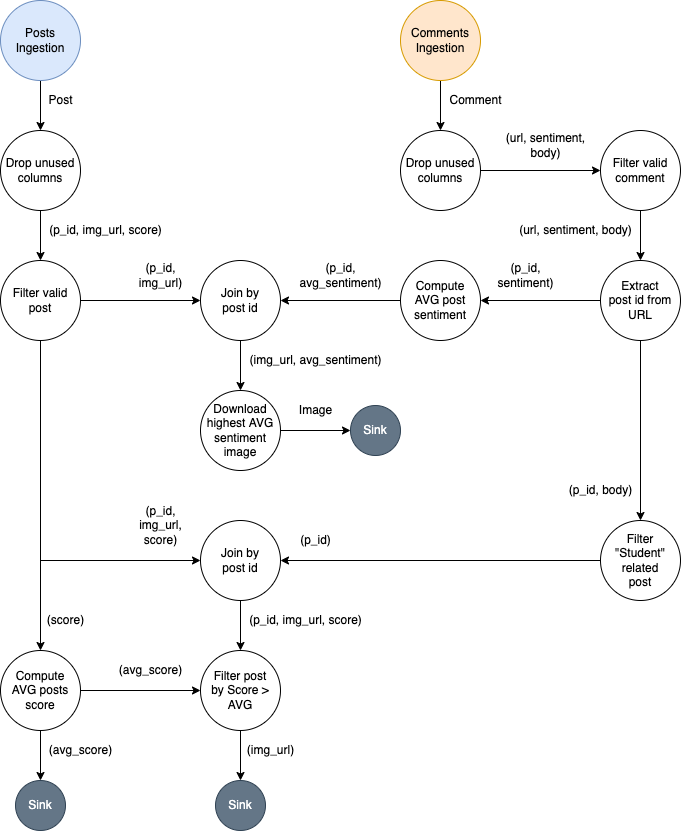 Posts
Ingestion
Comments
Ingestion
Post
Comment
Drop unused
columns
Drop unused
columns
(url, sentiment,
body)
Filter valid
comment
(p_id, img_url, score)
(url, sentiment, body)
Filter valid
post
(p_id,
img_url)
Join by
post id
(p_id,
avg_sentiment)
Compute
AVG post
sentiment
(p_id,
sentiment)
Extract
post id from
URL
(img_url, avg_sentiment)
Download
highest AVG
sentiment
image
Image
Sink
(p_id, body)
(p_id,
img_url,
score)
Join by
post id
(p_id)
Filter
"Student"
related
post
(score)
(p_id, img_url, score)
Compute
AVG posts
score
(avg_score)
Filter post
by Score >
AVG
(avg_score)
(img_url)
Sink
Sink